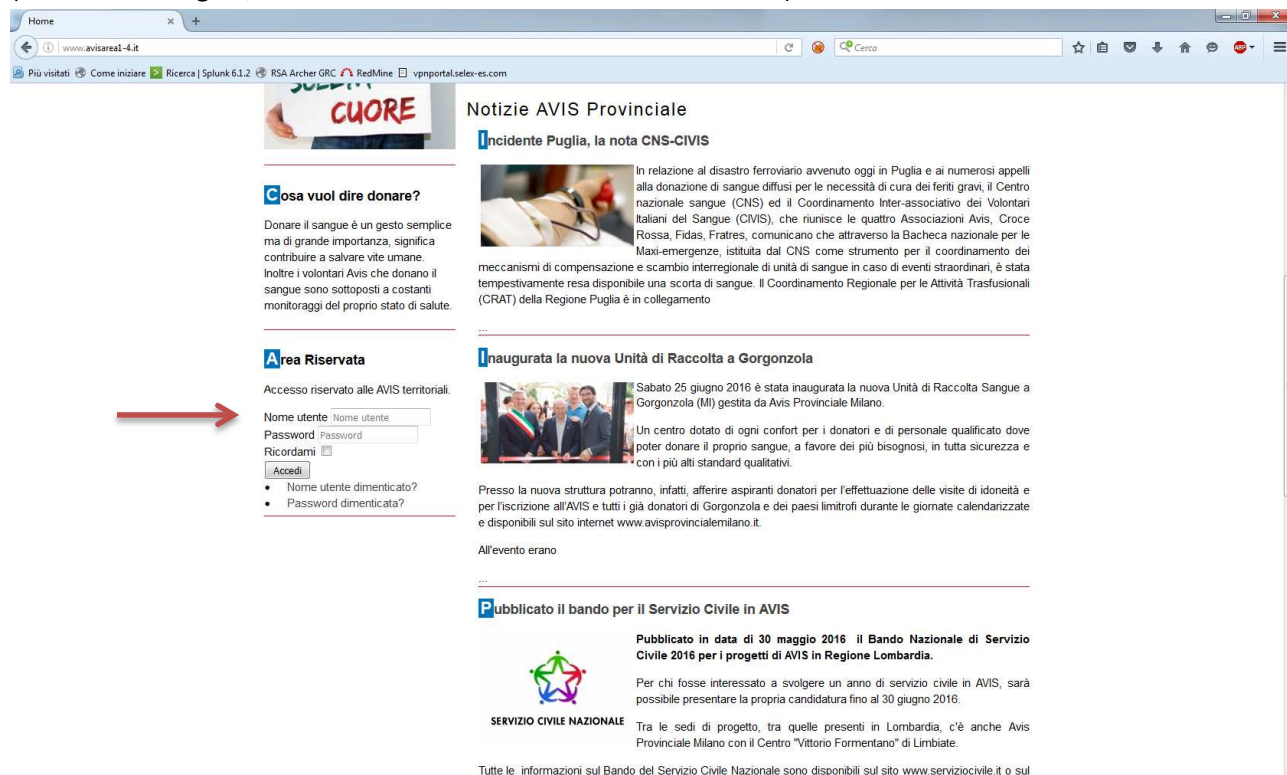 Home
www.avisarea1-4.it
Cerca
ABP
Più visitati Come iniziare Ricerca | Splunk 6.1.2 RSA Archer GRC RedMine vpnportal.selex-es.com
CUORE
Cosa vuol dire donare?
Donare il sangue è un gesto semplice
ma di grande importanza, significa
contribuire a salvare vite umane.
Inoltre i volontari Avis che donano il
sangue sono sottoposti a costanti
monitoraggi del proprio stato di salute.
Area Riservata
Accesso riservato alle AVIS territoriali.
Nome utente Nome utente
Password Password
Ricordami
Accedi
Nome utente dimenticato?
Password dimenticata?
Notizie AVIS Provinciale
Incidente Puglia, la nota CNS-CIVIS
In relazione al disastro ferroviario avvenuto oggi in Puglia e ai numerosi appelli
alla donazione di sangue diffusi per le necessità di cura dei feriti gravi, il Centro
nazionale sangue (CNS) ed il Coordinamento Inter-associativo dei Volontari
Italiani del Sangue (CIVIS), che riunisce le quattro Associazioni Avis, Croce
Rossa, Fidas, Fratres, comunicano che attraverso la Bacheca nazionale per le
Maxi-emergenze, istituita dal CNS come strumento per il coordinamento dei
meccanismi di compensazione e scambio interregionale di unità di sangue in caso di eventi straordinari, è stata
tempestivamente resa disponibile una scorta di sangue. Il Coordinamento Regionale per le Attività Trasfusionali
(CRAT) della Regione Puglia è in collegamento
...
Inaugurata la nuova Unità di Raccolta a Gorgonzola
Sabato 25 giugno 2016 è stata inaugurata la nuova Unità di Raccolta Sangue a
Gorgonzola (MI) gestita da Avis Provinciale Milano.
Un centro dotato di ogni confort per i donatori e di personale qualificato dove
poter donare il proprio sangue, a favore dei più bisognosi, in tutta sicurezza e
con i più alti standard qualitativi.
Presso la nuova struttura potranno, infatti, afferire aspiranti donatori per l'effettuazione delle visite di idoneità e
per l'iscrizione all'AVIS e tutti i già donatori di Gorgonzola e dei paesi limitrofi durante le giornate calendarizzate
e disponibili sul sito internet www.avisprovincialemilano.it.
All'evento erano
...
Pubblicato il bando per il Servizio Civile in AVIS
Pubblicato in data di 30 maggio 2016 il Bando Nazionale di Servizio
Civile 2016 per i progetti di AVIS in Regione Lombardia.
Per chi fosse interessato a svolgere un anno di servizio civile in AVIS, sarà
possibile presentare la propria candidatura fino al 30 giugno 2016.
SERVIZIO CIVILE NAZIONALE
Tra le sedi di progetto, tra quelle presenti in Lombardia, c'è anche Avis
Provinciale Milano con il Centro "Vittorio Formentano" di Limbiate.
Tutte le informazioni sul Bando del Servizio Civile Nazionale sono disponibili sul sito www.serviziocivile.it o sul